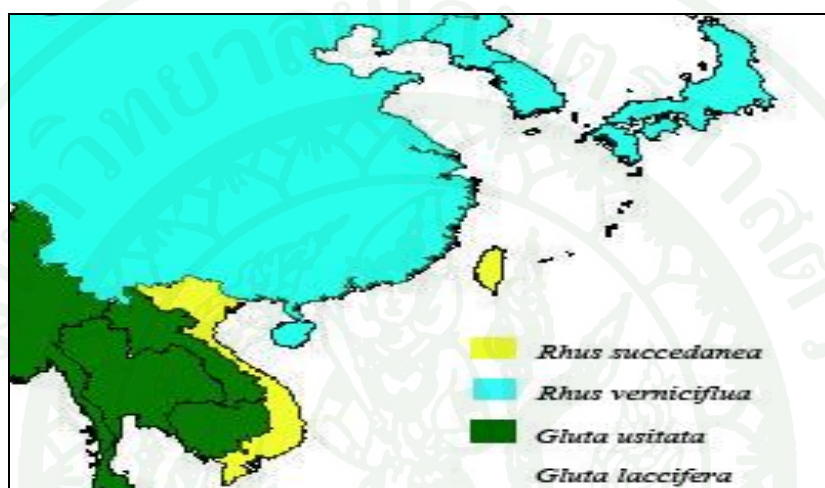 Rhus succedanea
Rhus verniciflua
Gluta usitata
Gluta laccifera